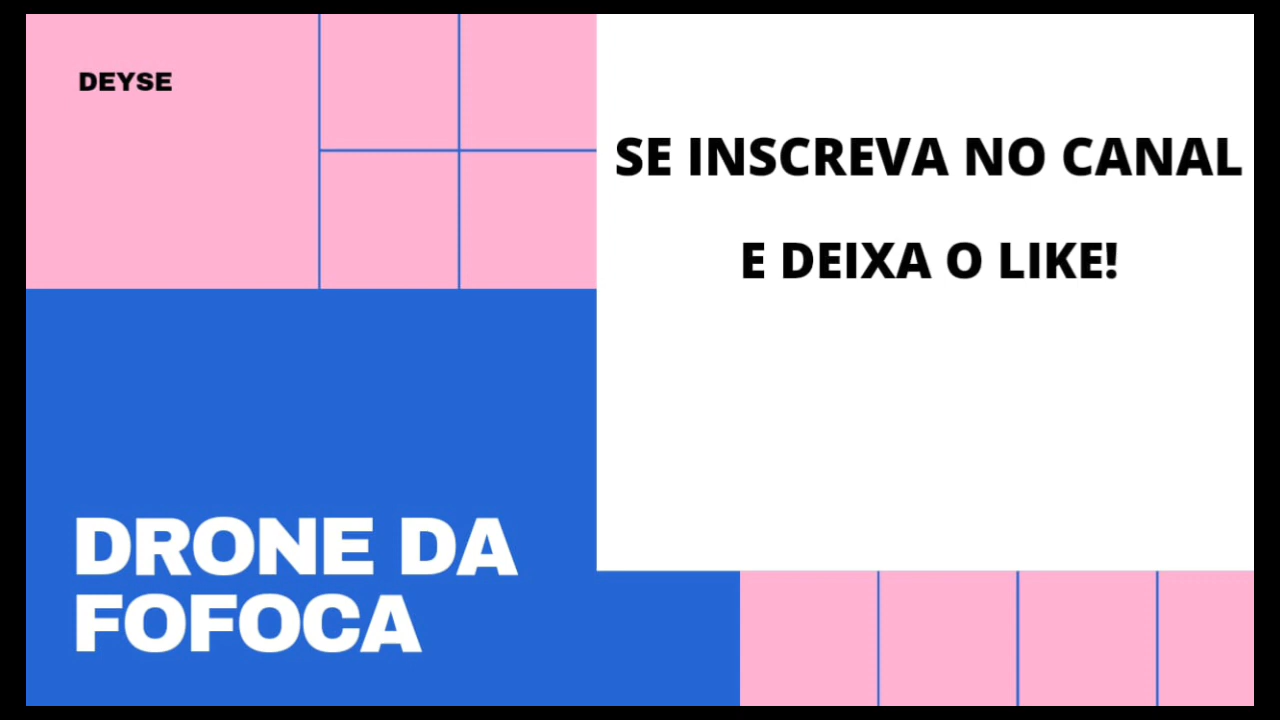 DEYSE
SE INSCREVA NO CANAL
E DEIXA O LIKE!
DRONE DA
FOFOCA